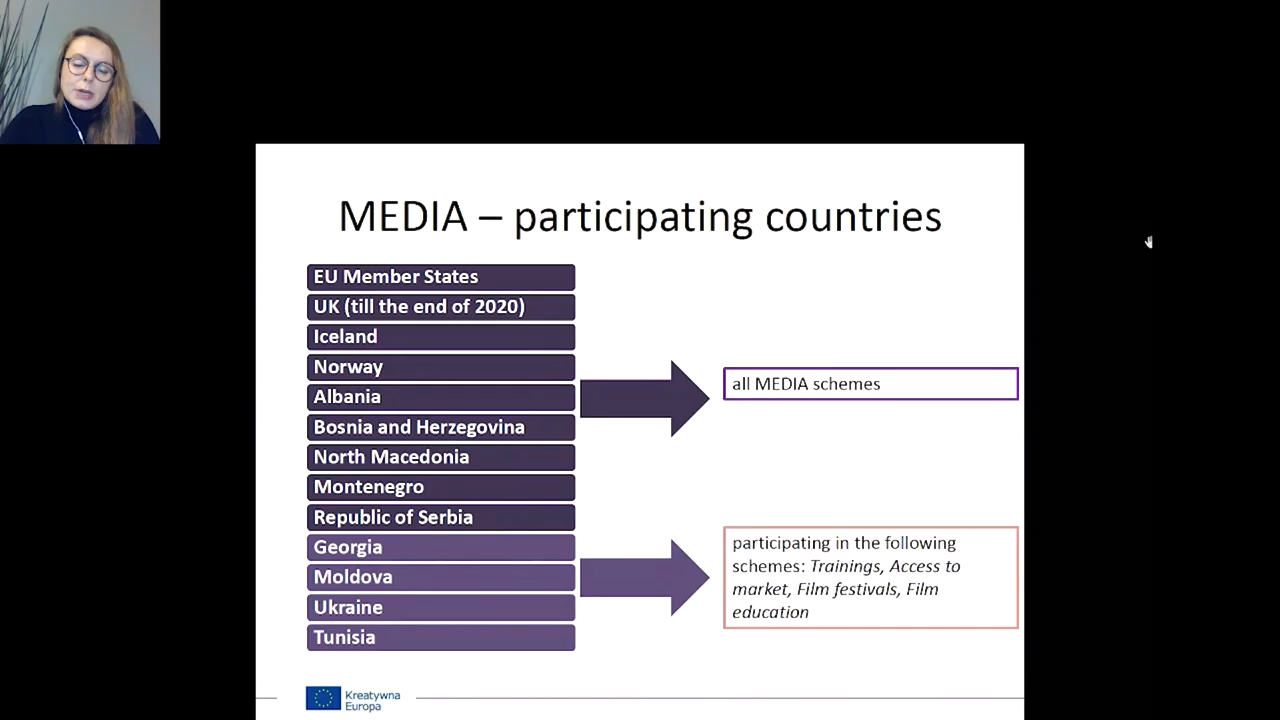 MEDIA – participating countries
EU Member States
UK (till the end of 2020)
Iceland
Norway
Albania
Bosnia and Herzegovina
North Macedonia
Montenegro
Republic of Serbia
Georgia
Moldova
Ukraine
Tunisia
all MEDIA schemes
participating in the following
schemes: Trainings, Access to
market, Film festivals, Film
education
Kreatywna
Europa